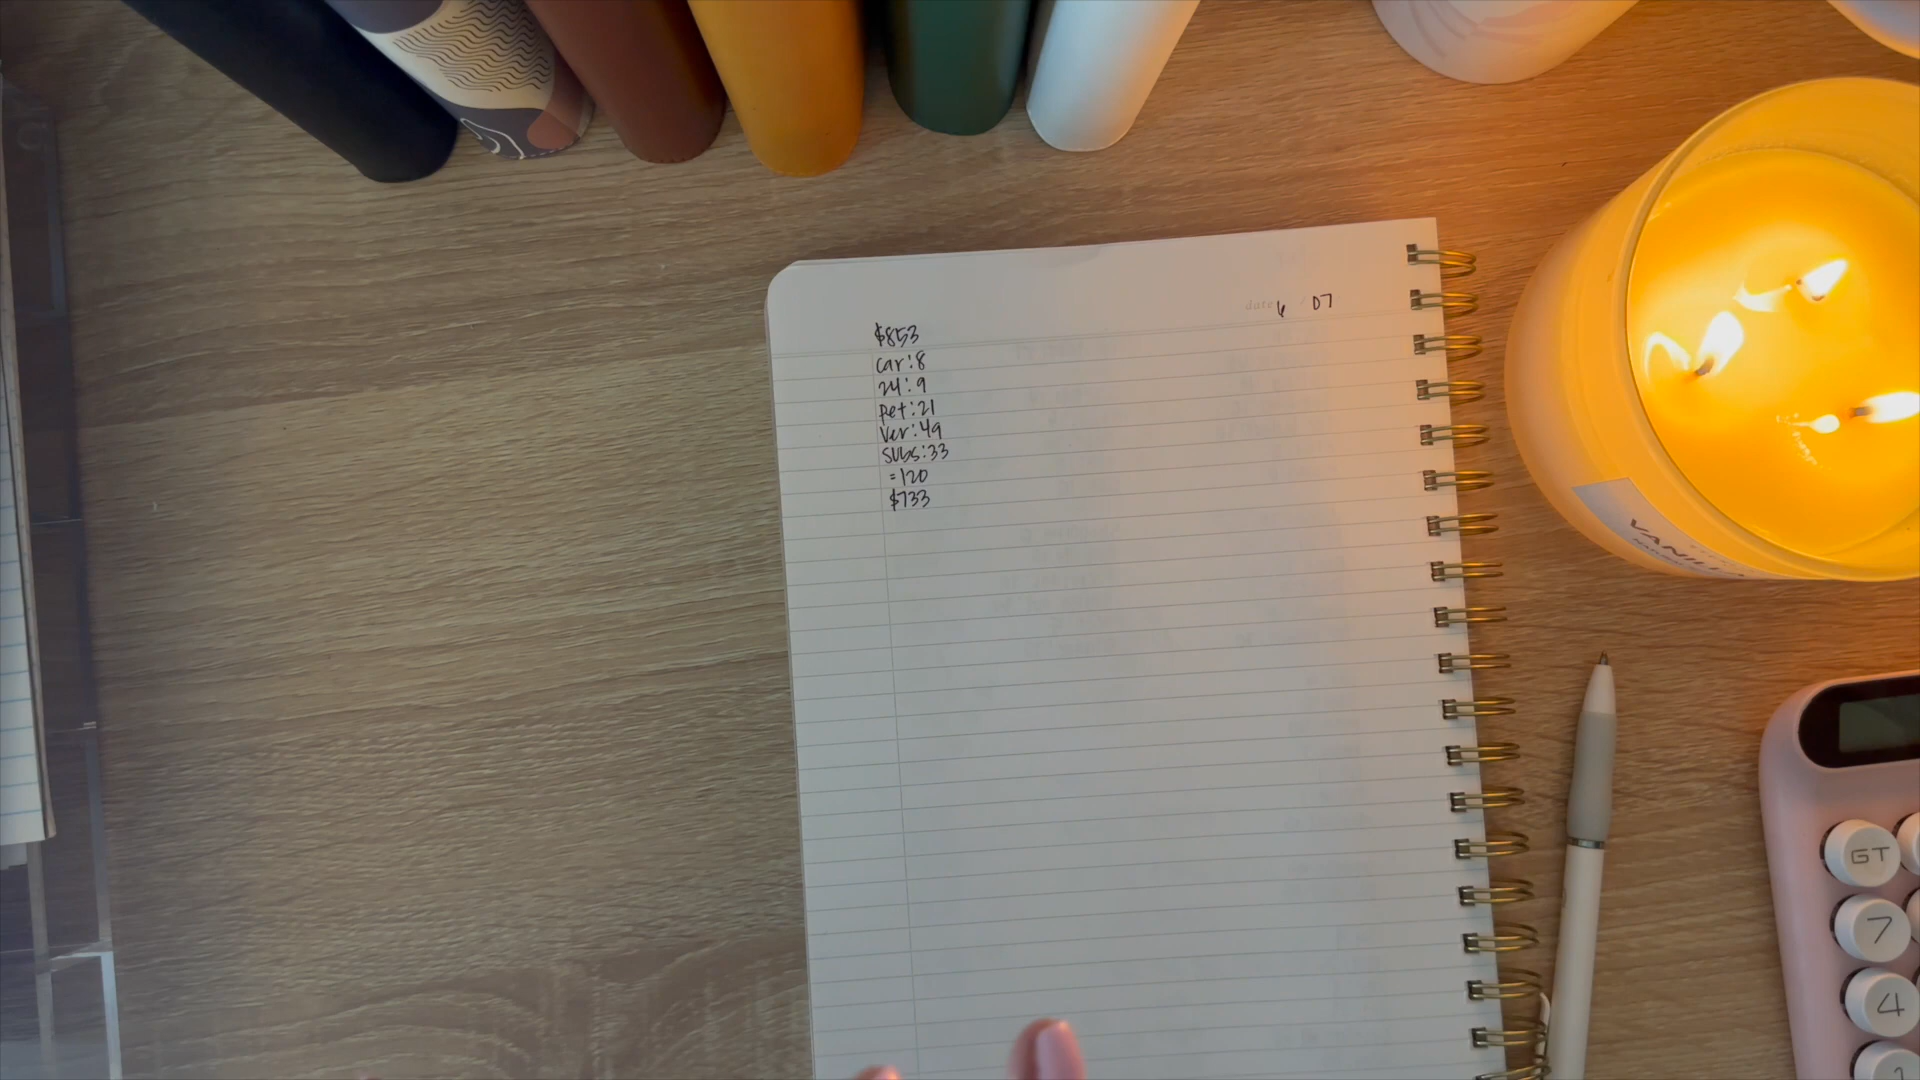 date 6 07
$853
car:8
24:9
pet:21
Ver:49
subs:33
=120
$733
VANILL
GT
7
4